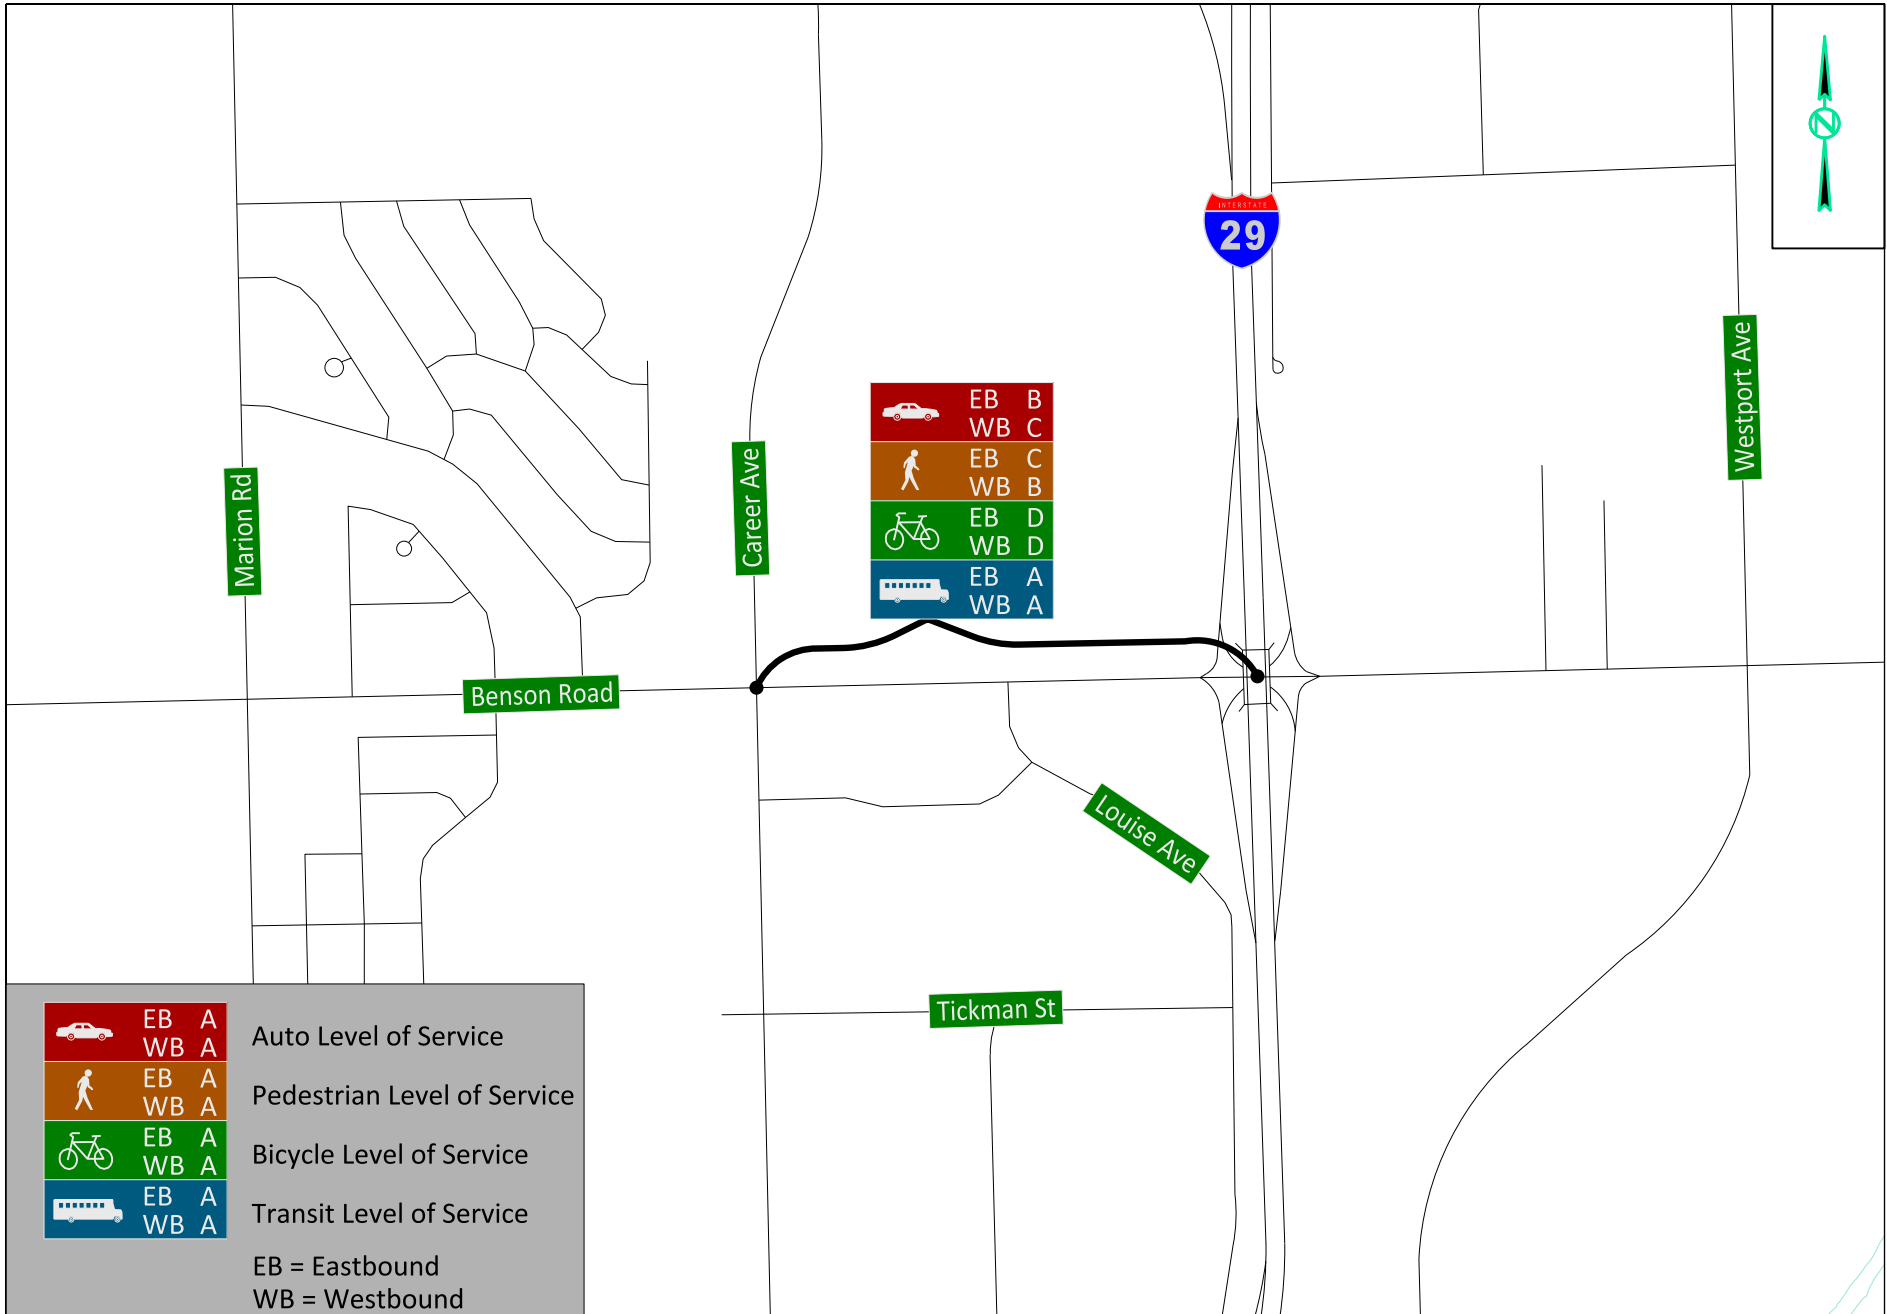 N
INTERSTATE
29
Westport Ave
EB B
WB C
EB C
WB B
EB D
WB D
EB A
WB A
Marion Rd
Career Ave
Benson Road
Louise Ave
Tickman St
EB A
WB A
Auto Level of Service
EB A
WB A
Pedestrian Level of Service
EB A
WB A
Bicycle Level of Service
EB A
WB A
Transit Level of Service
EB = Eastbound
WB = Westbound